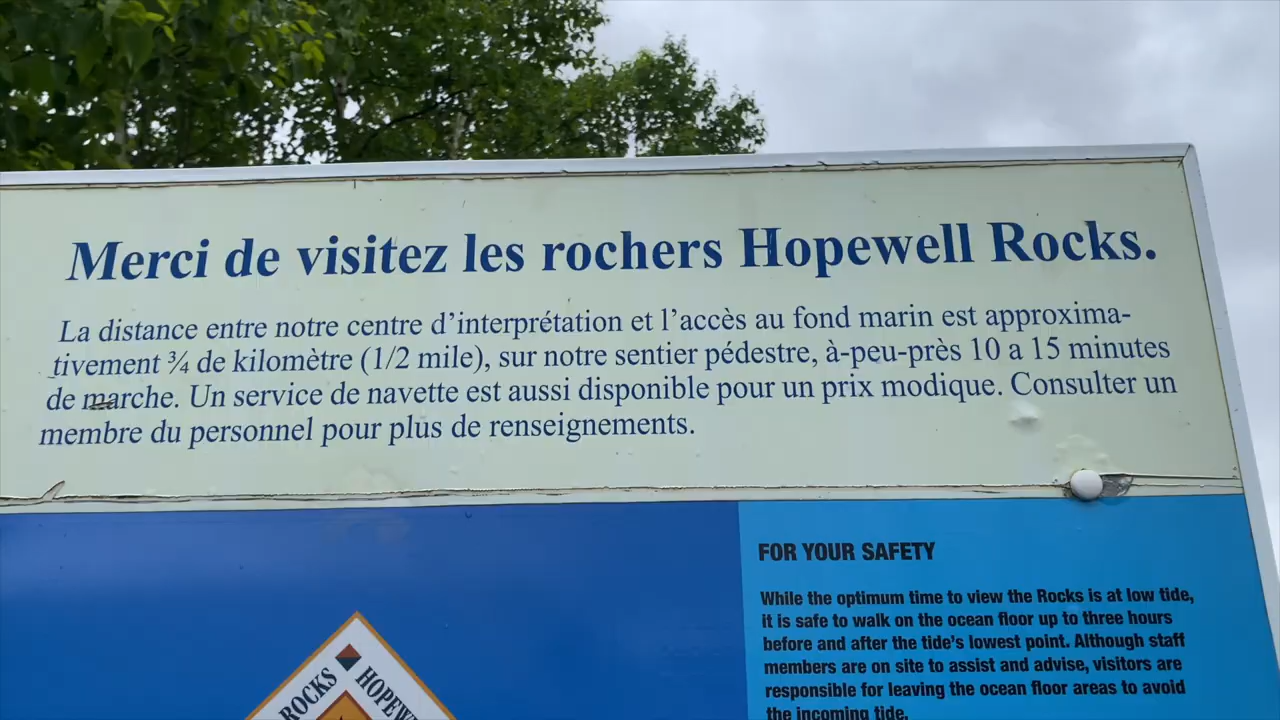 Merci de visitez les rochers Hopewell Rocks.
La distance entre notre centre d'interprétation et l'accès au fond marin est approxima-
tivement ¾ de kilomètre (1/2 mile), sur notre sentier pédestre, à-peu-près 10 a 15 minutes
de marche. Un service de navette est aussi disponible pour un prix modique. Consulter un
membre du personnel pour plus de renseignements.
FOR YOUR SAFETY
While the optimum time to view the Rocks is at low tide,
it is safe to walk on the ocean floor up to three hours
before and after the tide's lowest point. Although staff
members are on site to assist and advise, visitors are
responsible for leaving the ocean floor areas to avoid
the incoming tide.
ROCKS